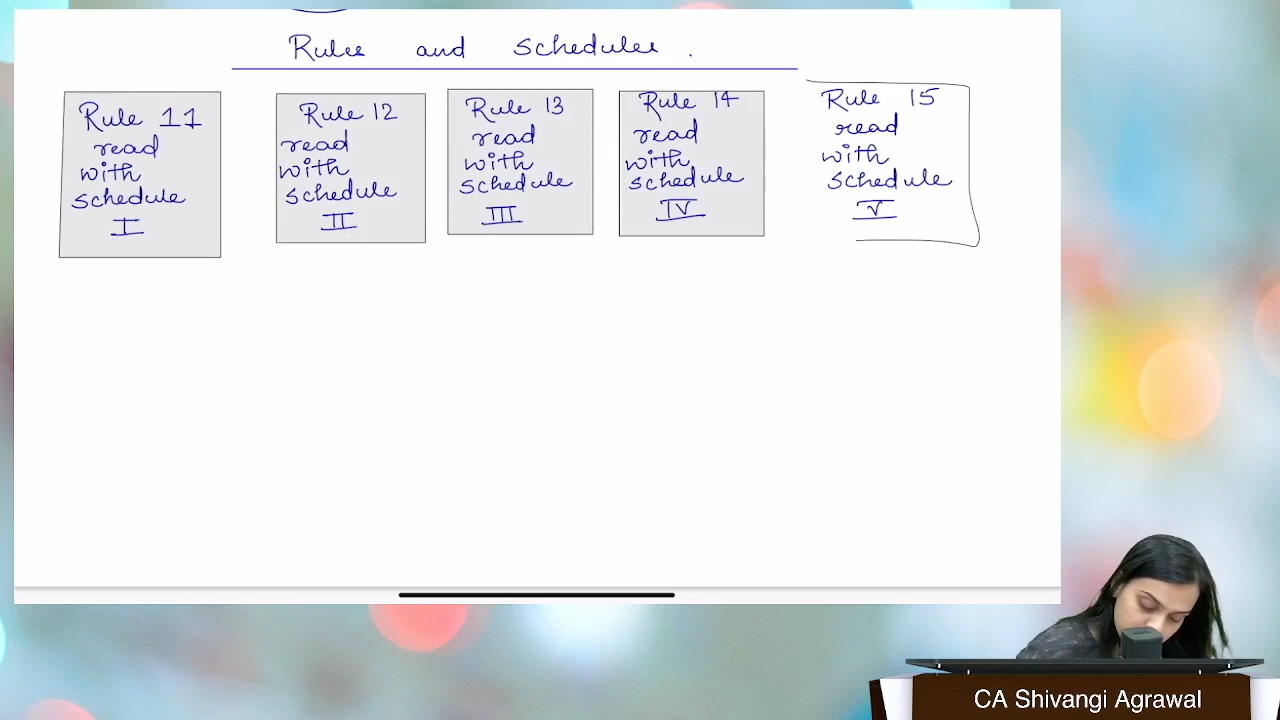 Rules and schedules.
Rule 11
read
with
schedule
I
Rule 12
read
with
schedule
II
Rule 13
read
with
schedule
III
Rule 14
read
with
schedule
IV
Rule 15
read
with
schedule
V
CA Shivangi Agrawal